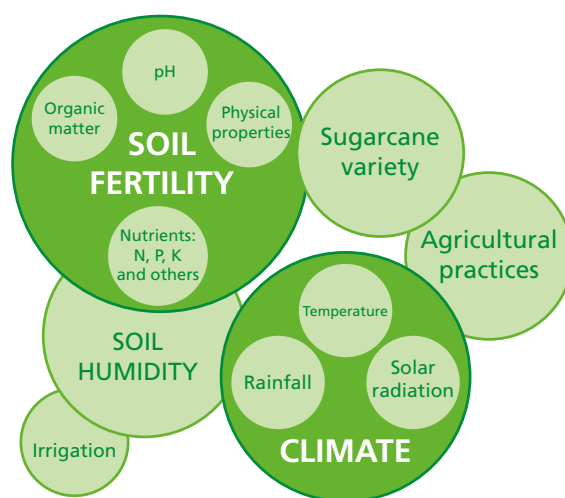 pH
Organic
matter
Physical
properties
SOIL
FERTILITY
Nutrients:
N, P, K
and others
Sugarcane
variety
Agricultural
practices
SOIL
HUMIDITY
Temperature
Rainfall
Solar
radiation
CLIMATE
Irrigation